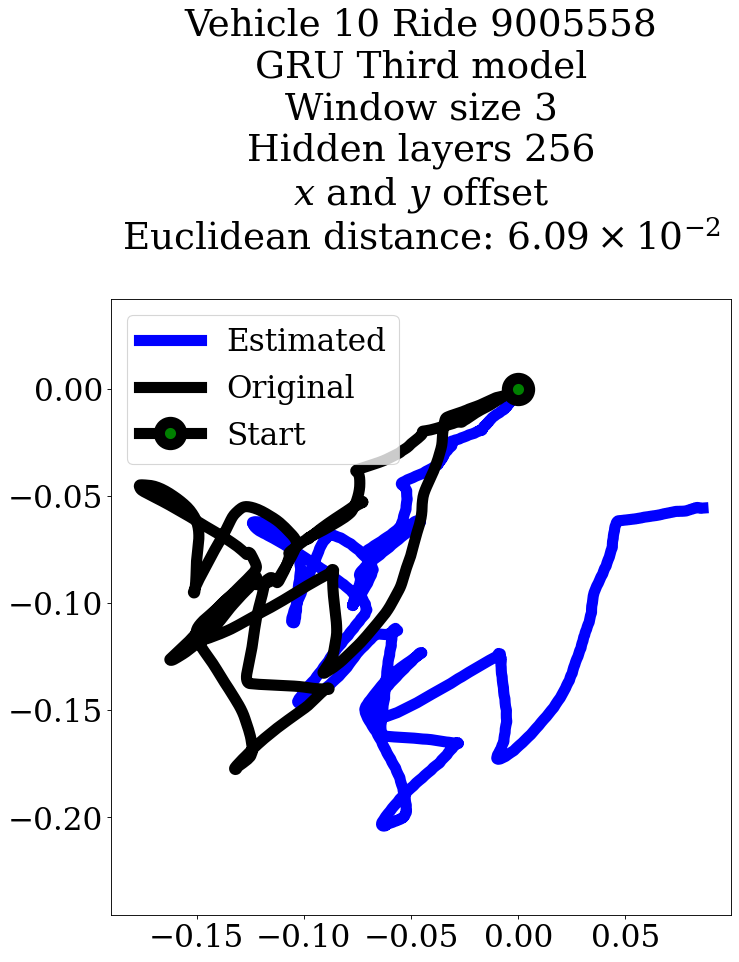 Vehicle 10 Ride 9005558
GRU Third model
Window size 3
Hidden layers 256
x and y offset
Euclidean distance: 6.09 × 10⁻²
Estimated
Original
Start
0.00
−0.05
−0.10
−0.15
−0.20
−0.15 −0.10 −0.05 0.00 0.05